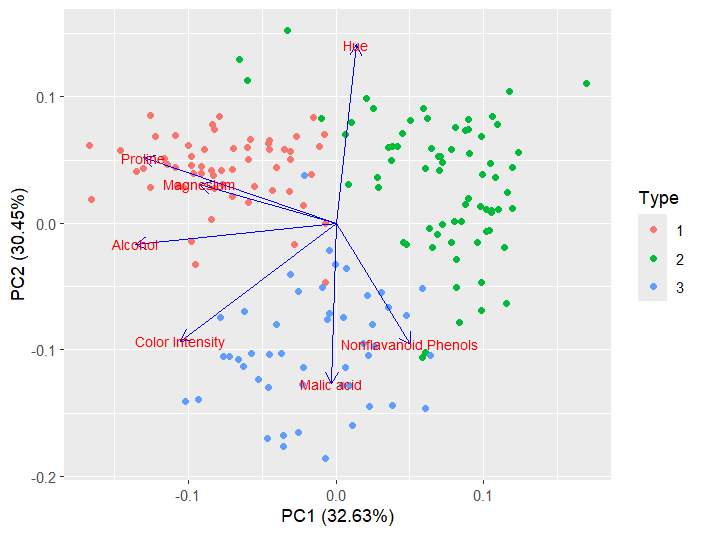 Hue
0.1
Proline
Magnesium
0.0
Alcohol
Color Intensity
Nonflavanoid Phenols
-0.1
Malic acid
-0.2
-0.1
0.0
0.1
PC1 (32.63%)
PC2 (30.45%)
Type
1
2
3